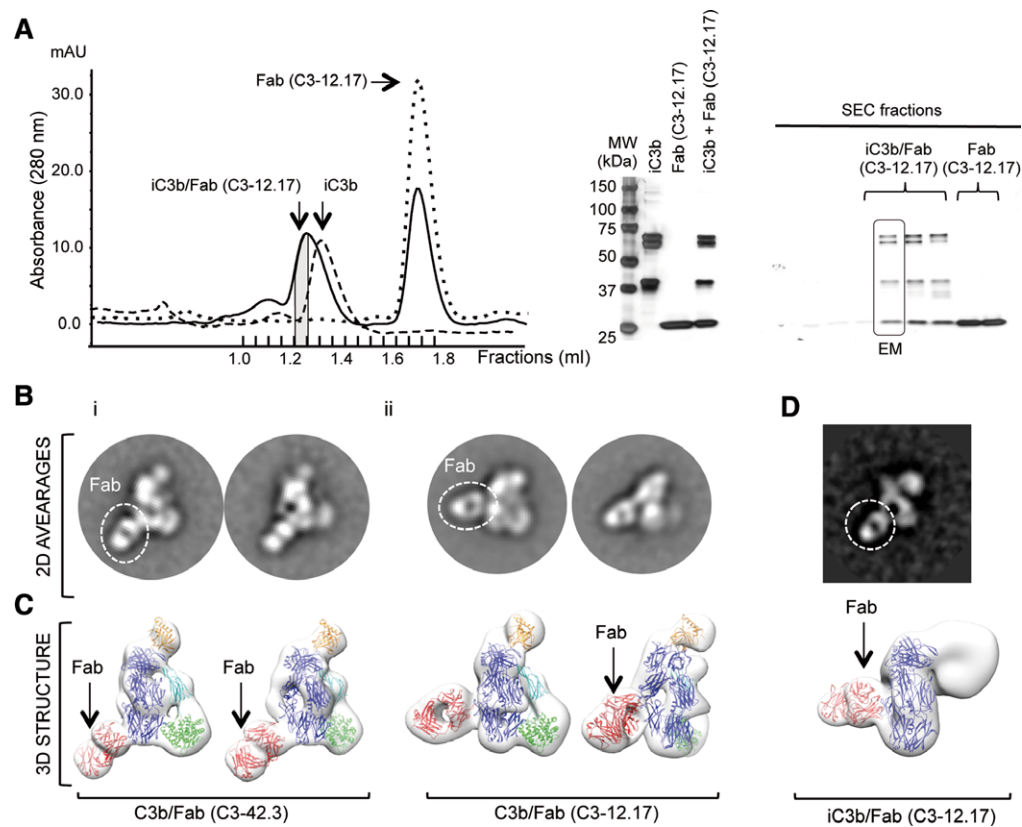 A
mAU
30.0
20.0
10.0
0.0
Absorbance (280 nm)
Fab (C3-12.17)
iC3b/Fab (C3-12.17)
iC3b
1.0 1.2 1.4 1.6 1.8
Fractions (ml)
MW
(kDa)
iC3b
Fab (C3-12.17)
iC3b + Fab (C3-12.17)
150
100
75
50
37
25
SEC fractions
iC3b/Fab
(C3-12.17)
Fab
(C3-12.17)
EM
B
i
ii
D
2D AVEARAGES
Fab
Fab
C
3D STRUCTURE
Fab
Fab
Fab
Fab
C3b/Fab (C3-42.3)
C3b/Fab (C3-12.17)
iC3b/Fab (C3-12.17)